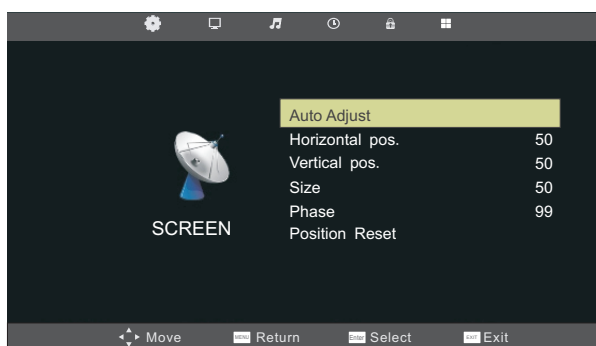 Auto Adjust
Horizontal pos. 50
Vertical pos. 50
Size 50
Phase 99
Position Reset
SCREEN
Move MENU Return Enter Select EXIT Exit